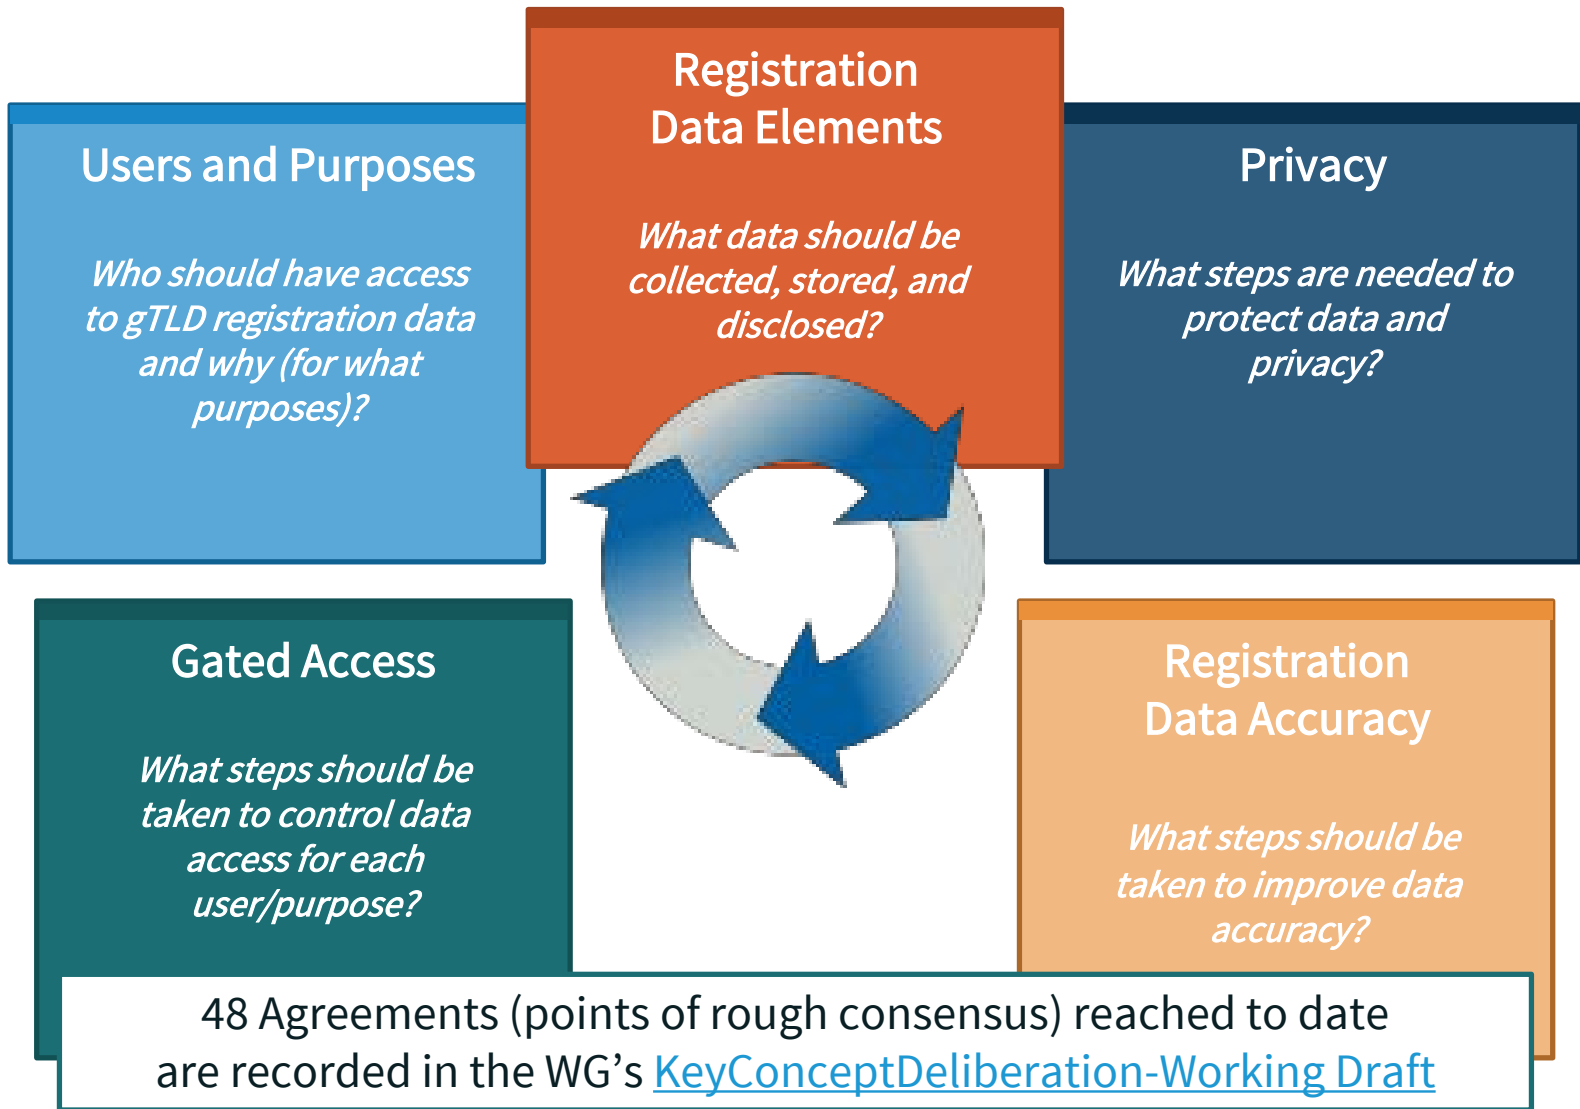 Registration
Data Elements
What data should be
collected, stored, and
disclosed?
Users and Purposes
Who should have access
to gTLD registration data
and why (for what
purposes)?
Privacy
What steps are needed to
protect data and
privacy?
Gated Access
What steps should be
taken to control data
access for each
user/purpose?
Registration
Data Accuracy
What steps should be
taken to improve data
accuracy?
48 Agreements (points of rough consensus) reached to date
are recorded in the WG’s KeyConceptDeliberation-Working Draft